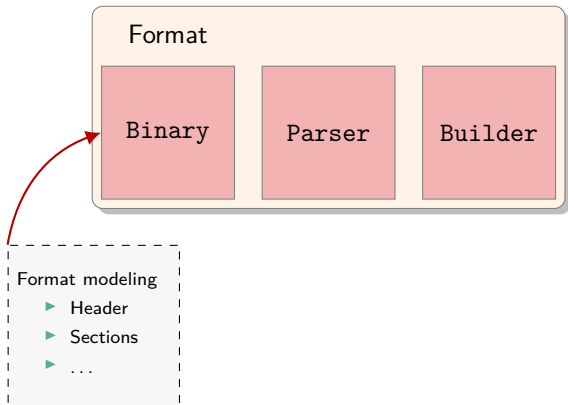 Format
Binary Parser Builder
Format modeling
Header
Sections
...